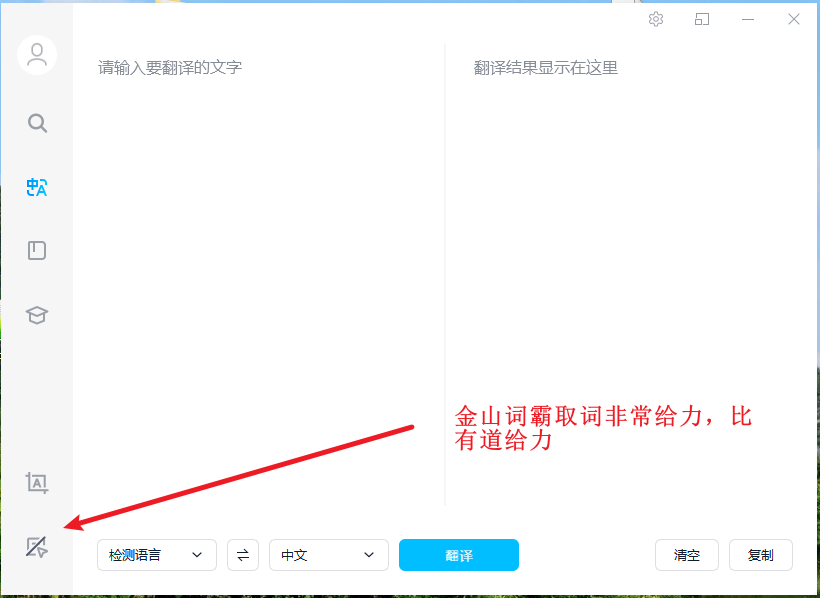 请输入要翻译的文字
翻译结果显示在这里
金山词霸取词非常给力，比
有道给力
检测语言
中文
翻译
清空
复制